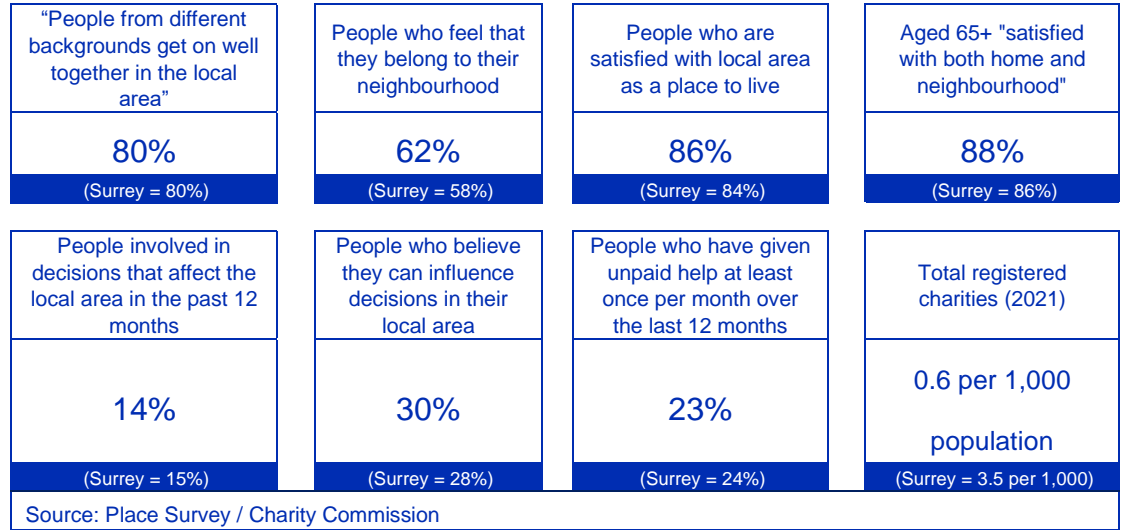 “People from different
backgrounds get on well
together in the local
area”
80%
(Surrey = 80%)
People who feel that
they belong to their
neighbourhood
62%
(Surrey = 58%)
People who are
satisfied with local area
as a place to live
86%
(Surrey = 84%)
Aged 65+ "satisfied
with both home and
neighbourhood"
88%
(Surrey = 86%)
People involved in
decisions that affect the
local area in the past 12
months
14%
(Surrey = 15%)
People who believe
they can influence
decisions in their
local area
30%
(Surrey = 28%)
People who have given
unpaid help at least
once per month over
the last 12 months
23%
(Surrey = 24%)
Total registered
charities (2021)
0.6 per 1,000
population
(Surrey = 3.5 per 1,000)
Source: Place Survey / Charity Commission